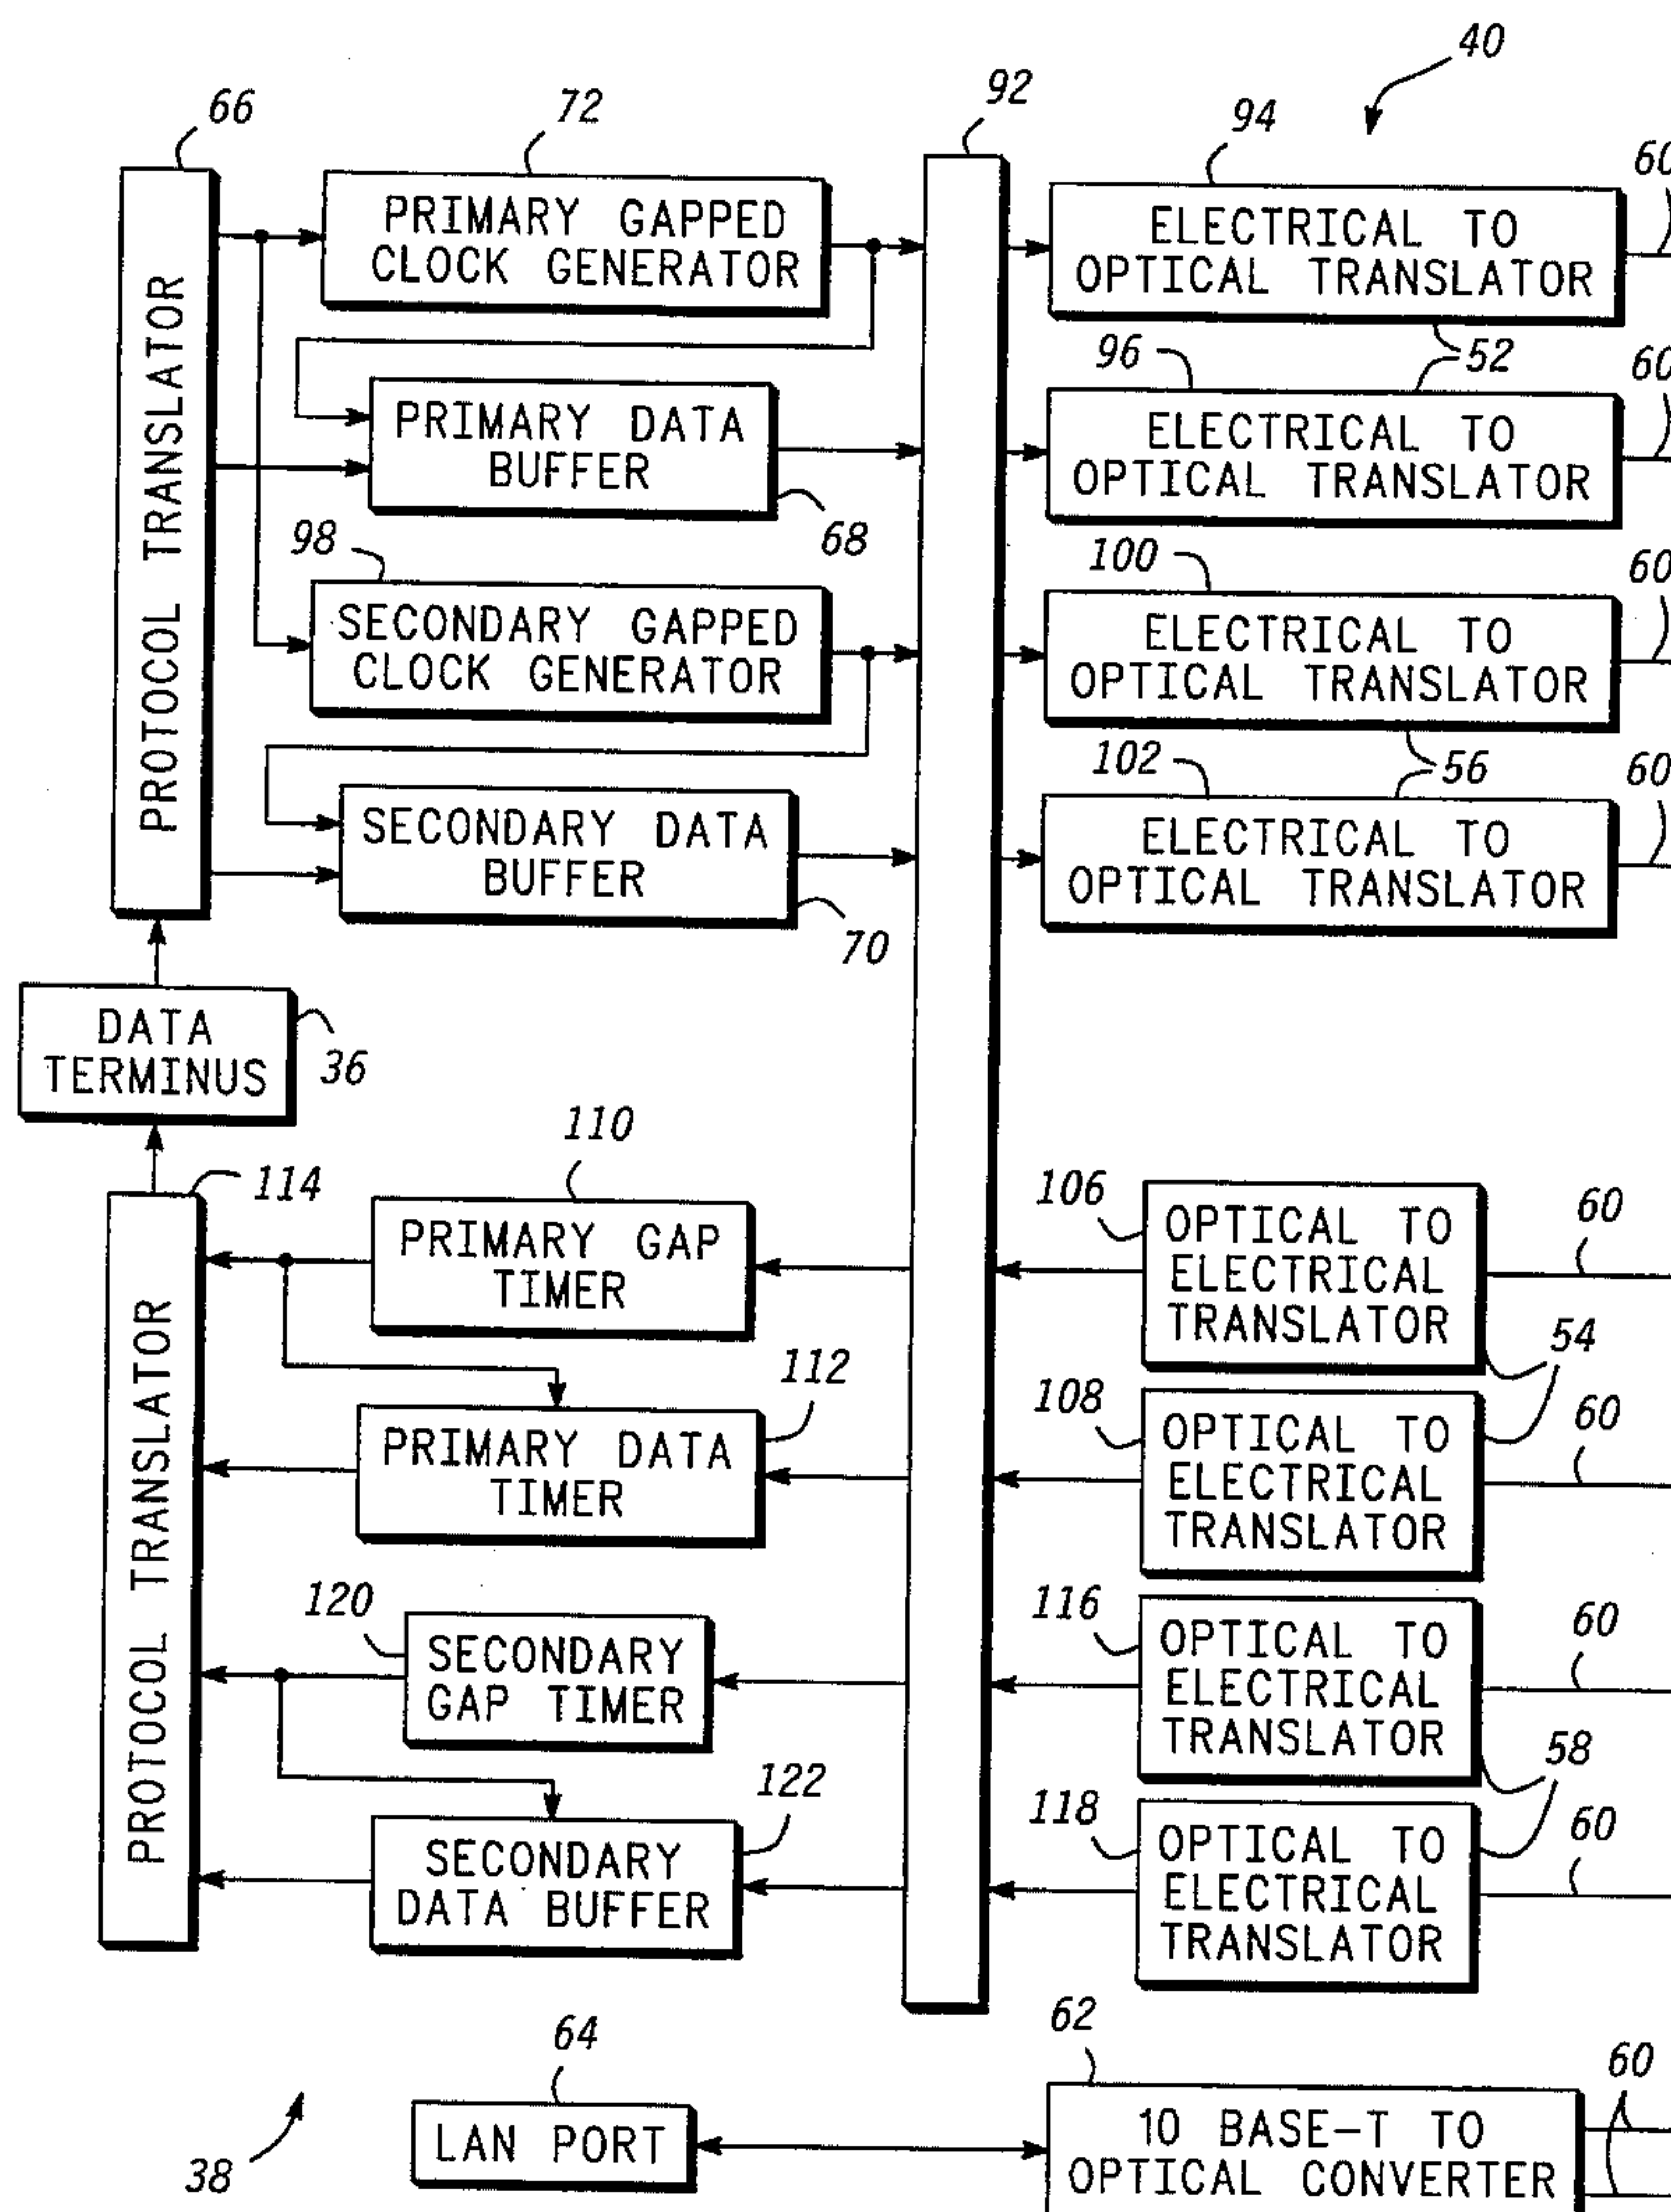 40
66
72
92
94
60
PROTOCOL TRANSLATOR
PRIMARY GAPPED
CLOCK GENERATOR
ELECTRICAL TO
OPTICAL TRANSLATOR
52
96
60
PRIMARY DATA
BUFFER
68
ELECTRICAL TO
OPTICAL TRANSLATOR
98
100
60
SECONDARY GAPPED
CLOCK GENERATOR
ELECTRICAL TO
OPTICAL TRANSLATOR
56
102
60
SECONDARY DATA
BUFFER
70
ELECTRICAL TO
OPTICAL TRANSLATOR
DATA
TERMINUS
36
114
PROTOCOL TRANSLATOR
110
PRIMARY GAP
TIMER
106
OPTICAL TO
ELECTRICAL
TRANSLATOR
60
54
112
PRIMARY DATA
TIMER
108
OPTICAL TO
ELECTRICAL
TRANSLATOR
60
120
SECONDARY
GAP TIMER
116
OPTICAL TO
ELECTRICAL
TRANSLATOR
60
58
122
SECONDARY
DATA BUFFER
118
OPTICAL TO
ELECTRICAL
TRANSLATOR
60
64
LAN PORT
62
10 BASE-T TO
OPTICAL CONVERTER
60
38